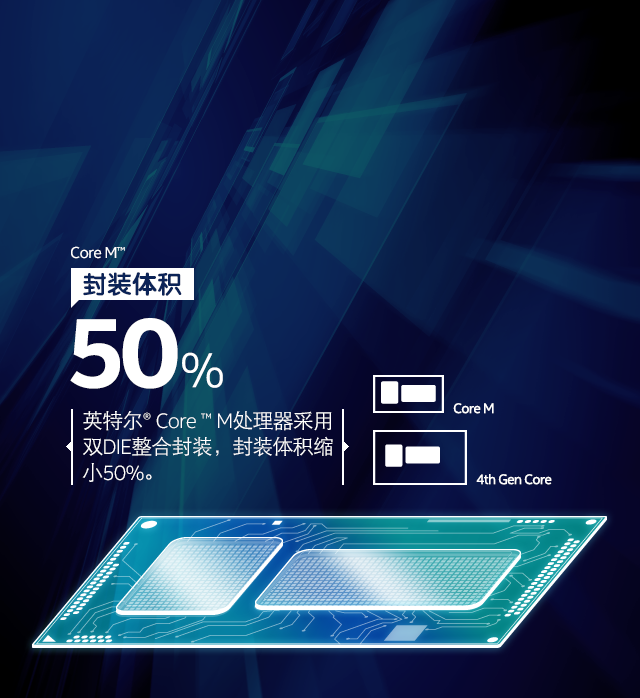 Core M™
封装体积
50%
英特尔® Core ™ M处理器采用
双DIE整合封装，封装体积缩
小50%。
Core M
4th Gen Core